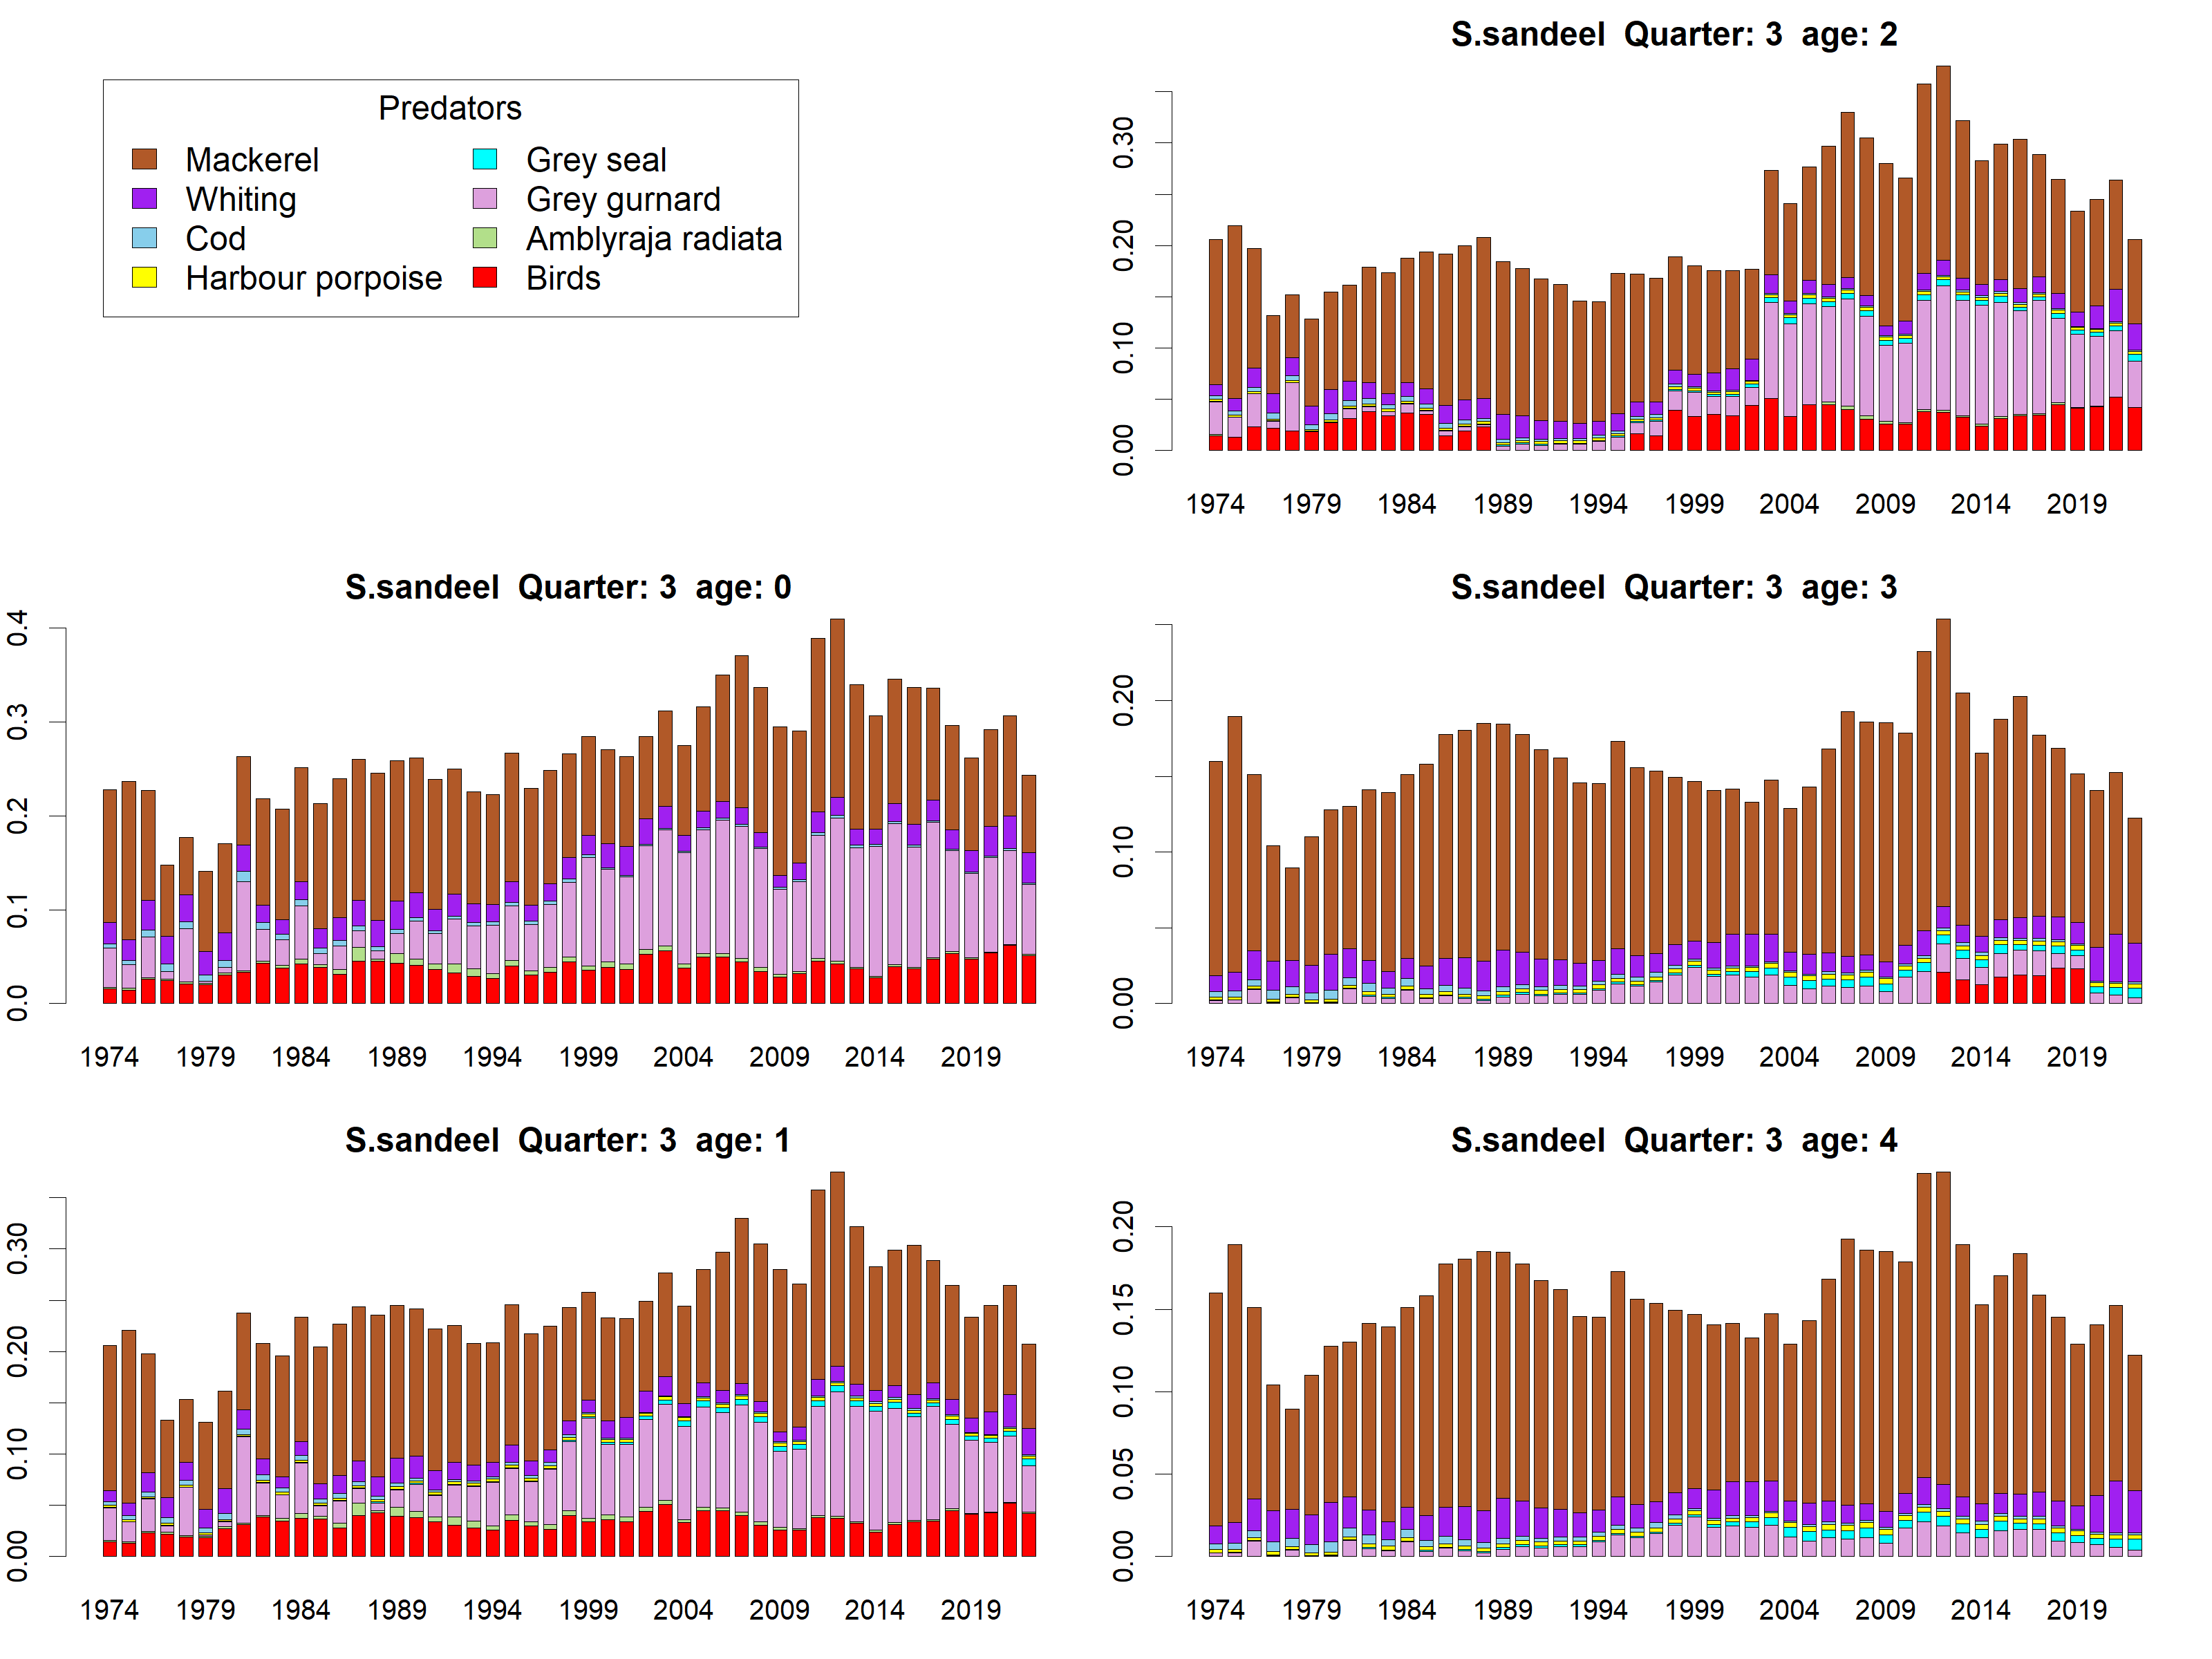 Predators
Mackerel
Whiting
Cod
Harbour porpoise
Grey seal
Grey gurnard
Amblyraja radiata
Birds
S.sandeel Quarter: 3 age: 2
0.30
0.20
0.10
0.00
1974 1979 1984 1989 1994 1999 2004 2009 2014 2019
S.sandeel Quarter: 3 age: 0
0.4
0.3
0.2
0.1
0.0
1974 1979 1984 1989 1994 1999 2004 2009 2014 2019
S.sandeel Quarter: 3 age: 3
0.20
0.10
0.00
1974 1979 1984 1989 1994 1999 2004 2009 2014 2019
S.sandeel Quarter: 3 age: 1
0.30
0.20
0.10
0.00
1974 1979 1984 1989 1994 1999 2004 2009 2014 2019
S.sandeel Quarter: 3 age: 4
0.20
0.15
0.10
0.05
0.00
1974 1979 1984 1989 1994 1999 2004 2009 2014 2019